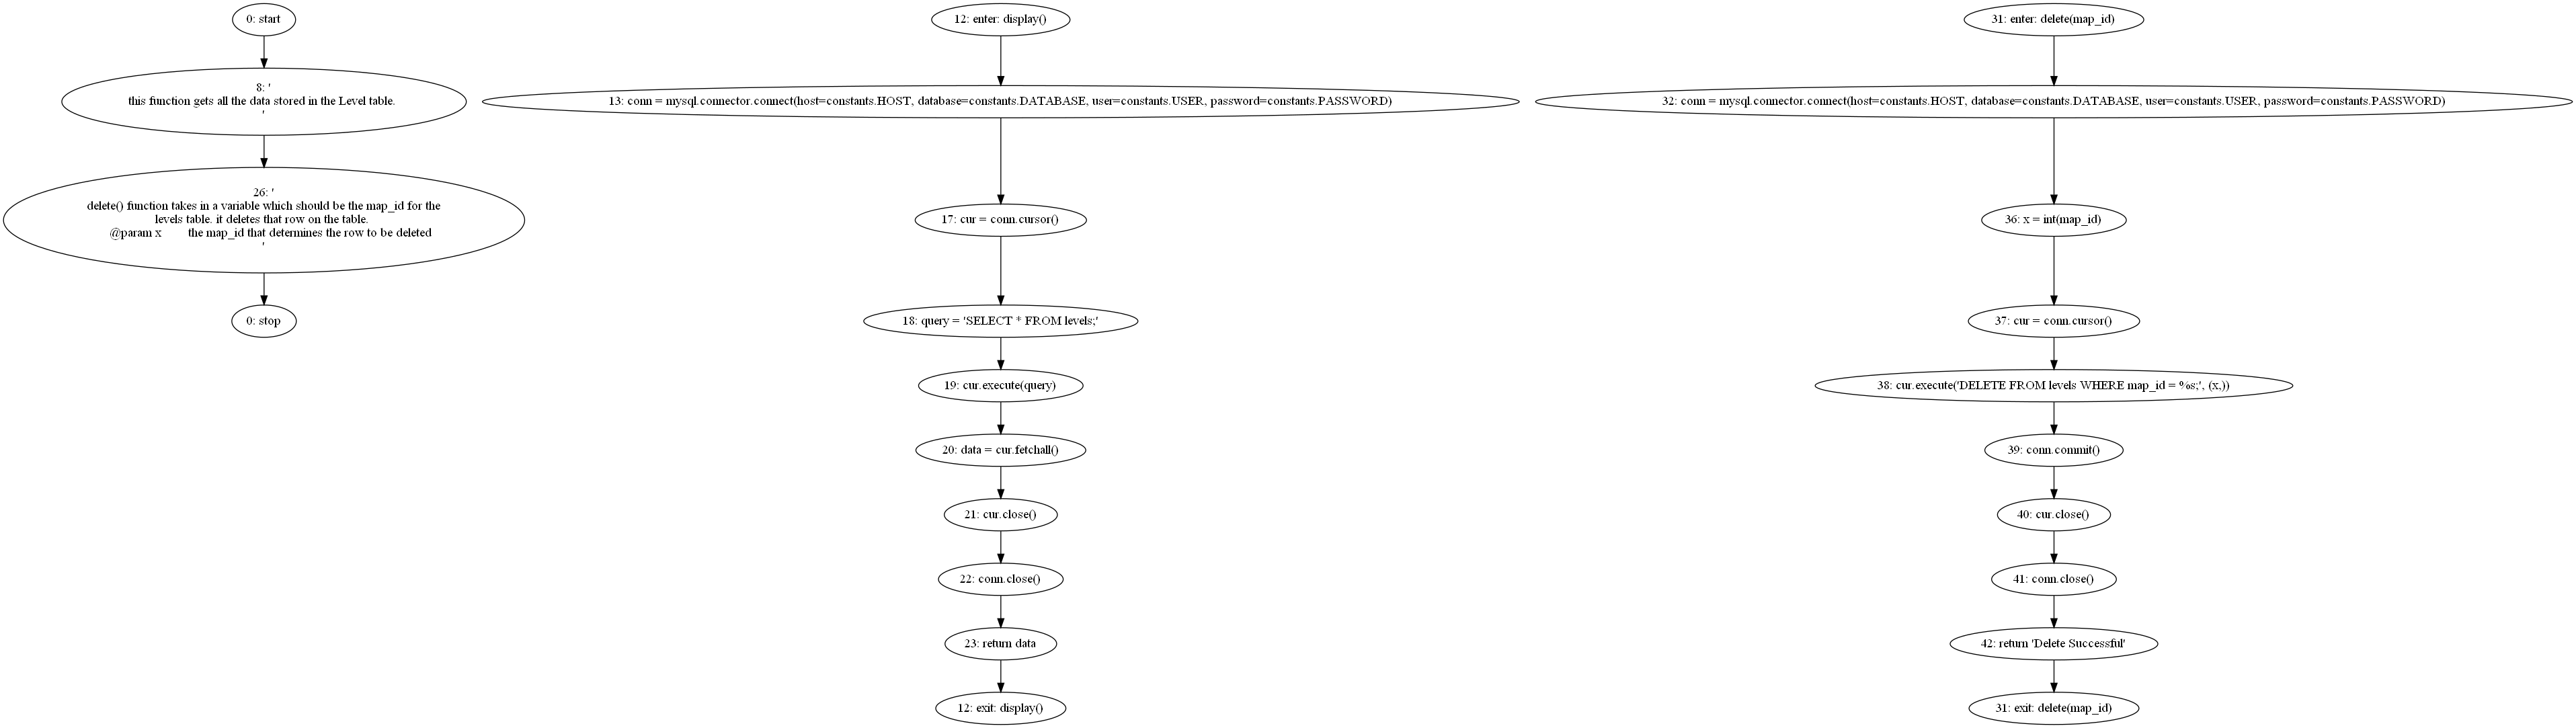 0: start
8: '
this function gets all the data stored in the Level table.
'
26: '
delete() function takes in a variable which should be the map_id for the
levels table. it deletes that row on the table.
@param x the map_id that determines the row to be deleted
'
0: stop
12: enter: display()
13: conn = mysql.connector.connect(host=constants.HOST, database=constants.DATABASE, user=constants.USER, password=constants.PASSWORD)
17: cur = conn.cursor()
18: query = 'SELECT * FROM levels;'
19: cur.execute(query)
20: data = cur.fetchall()
21: cur.close()
22: conn.close()
23: return data
12: exit: display()
31: enter: delete(map_id)
32: conn = mysql.connector.connect(host=constants.HOST, database=constants.DATABASE, user=constants.USER, password=constants.PASSWORD)
36: x = int(map_id)
37: cur = conn.cursor()
38: cur.execute('DELETE FROM levels WHERE map_id = %s;', (x,))
39: conn.commit()
40: cur.close()
41: conn.close()
42: return 'Delete Successful'
31: exit: delete(map_id)